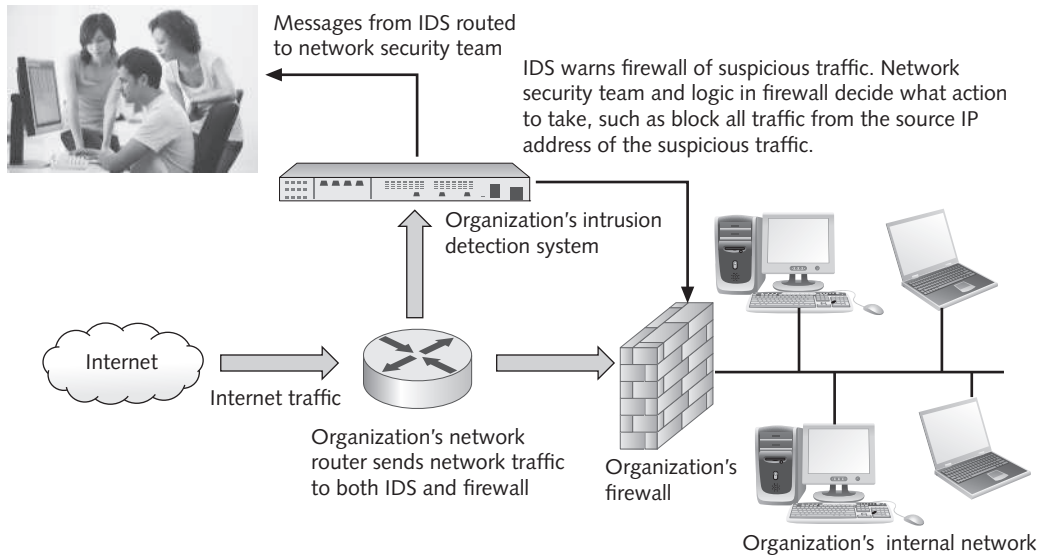 Messages from IDS routed
to network security team
IDS warns firewall of suspicious traffic. Network
security team and logic in firewall decide what action
to take, such as block all traffic from the source IP
address of the suspicious traffic.
Organization's intrusion
detection system
Internet
Internet traffic
Organization's network
router sends network traffic
to both IDS and firewall
Organization's
firewall
Organization's internal network